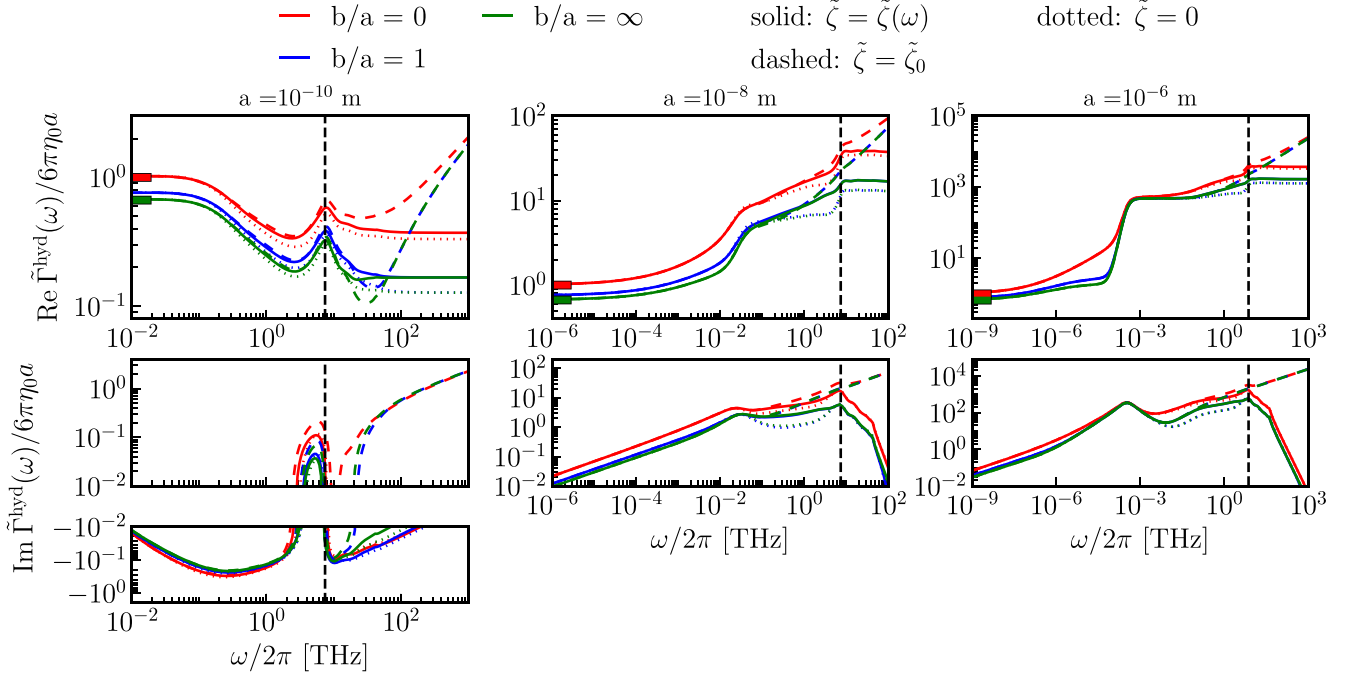 b/a = 0 b/a = ∞ solid: ζ̃ = ζ̃(ω) dotted: ζ̃ = 0
b/a = 1 dashed: ζ̃ = ζ̃₀
a =10⁻¹⁰ m a =10⁻⁸ m a =10⁻⁶ m
Re Γ̃ʰʸᵈ(ω)/6πη₀a
10⁰
10⁻¹
10⁻² 10⁰ 10²
10²
10¹
10⁰
10⁻⁶ 10⁻⁴ 10⁻² 10⁰ 10²
10⁵
10³
10¹
10⁻⁹ 10⁻⁶ 10⁻³ 10⁰ 10³
Im Γ̃ʰʸᵈ(ω)/6πη₀a
10⁰
10⁻¹
10⁻²
10²
10¹
10⁰
10⁻¹
10⁻²
10⁻⁶ 10⁻⁴ 10⁻² 10⁰ 10²
ω/2π [THz]
10⁴
10²
10⁰
10⁻²
10⁻⁹ 10⁻⁶ 10⁻³ 10⁰ 10³
ω/2π [THz]
−10⁻²
−10⁻¹
−10⁰
10⁻² 10⁰ 10²
ω/2π [THz]